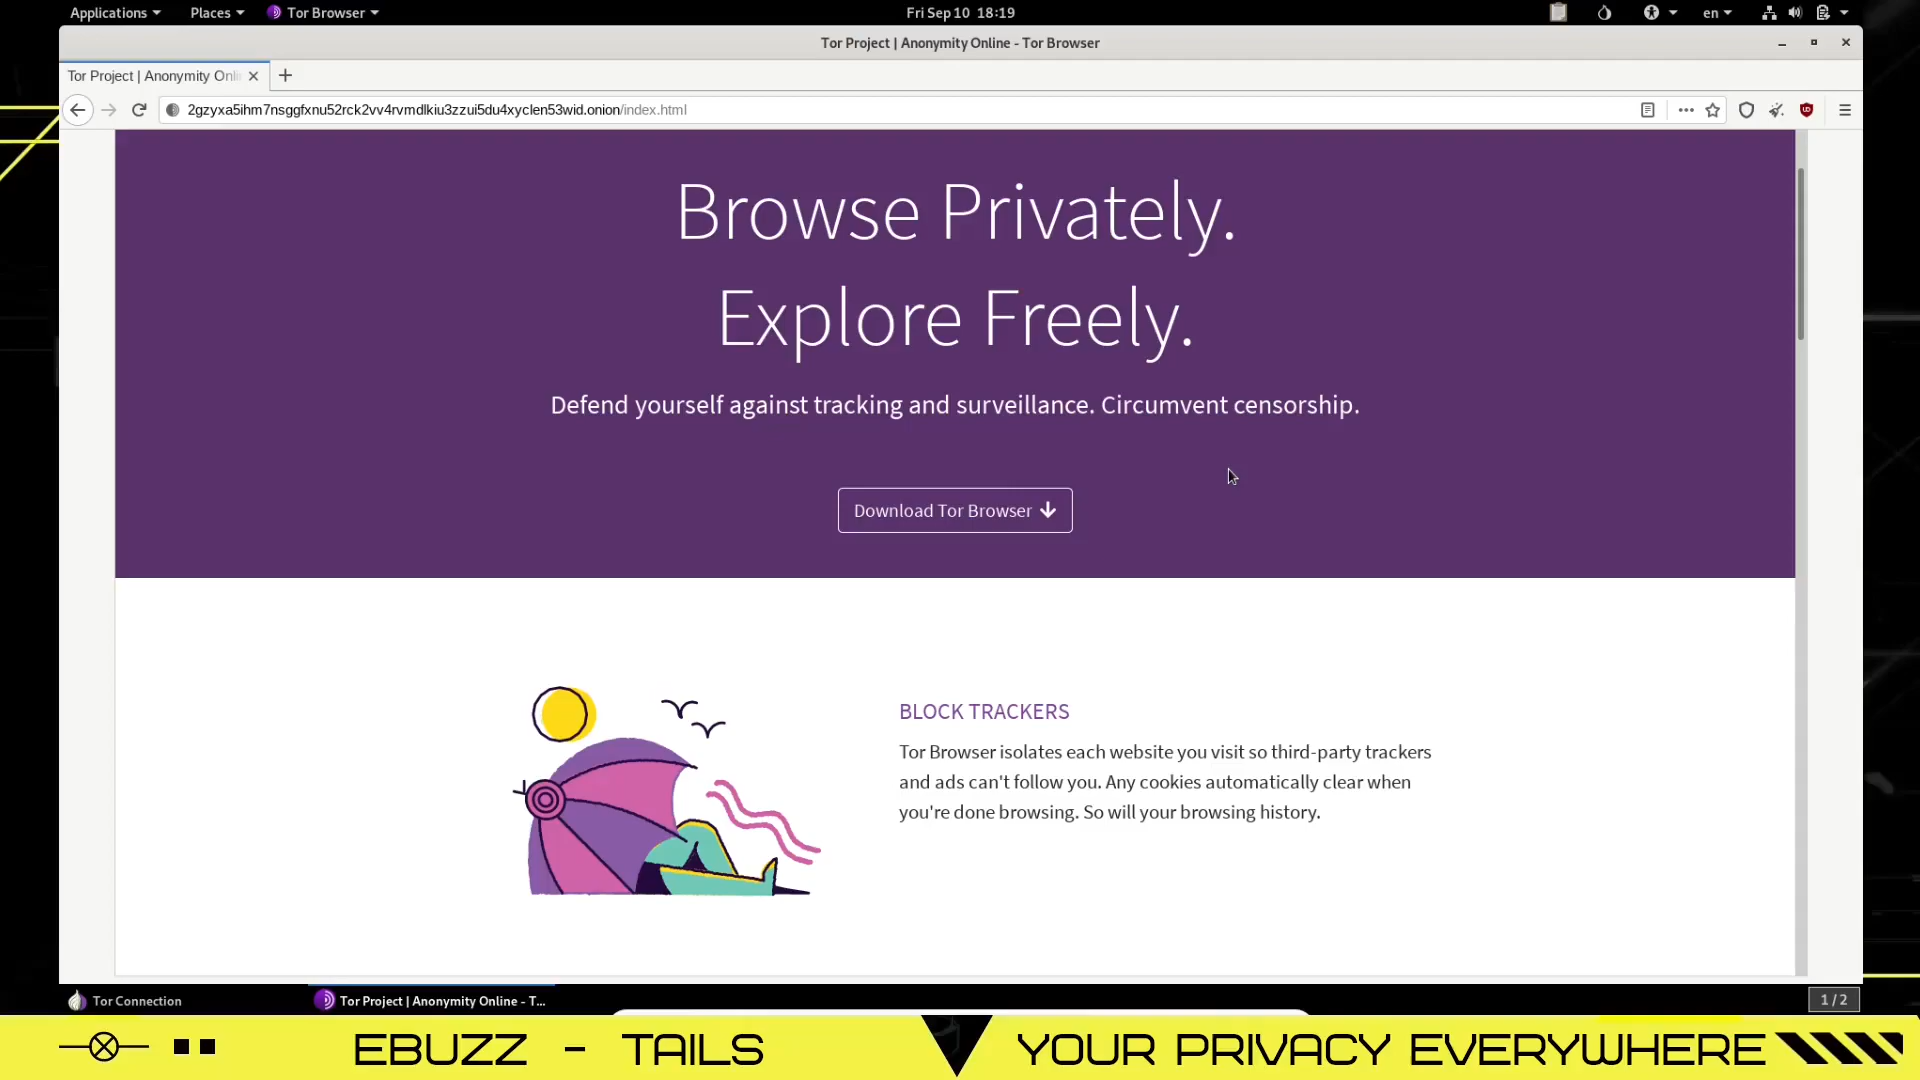 Applications
Places
Tor Browser
Fri Sep 10 18:19
en
Tor Project | Anonymity Online - Tor Browser
Tor Project | Anonymity Onli
2gzyxa5ihm7nsggfxnu52rck2vv4rvmdlkiu3zzui5du4xyclen53wid.onion/index.html
Browse Privately.
Explore Freely.
Defend yourself against tracking and surveillance. Circumvent censorship.
Download Tor Browser
BLOCK TRACKERS
Tor Browser isolates each website you visit so third-party trackers
and ads can't follow you. Any cookies automatically clear when
you're done browsing. So will your browsing history.
Tor Connection
Tor Project | Anonymity Online - T...
1 / 2
EBUZZ - TAILS
YOUR PRIVACY EVERYWHERE